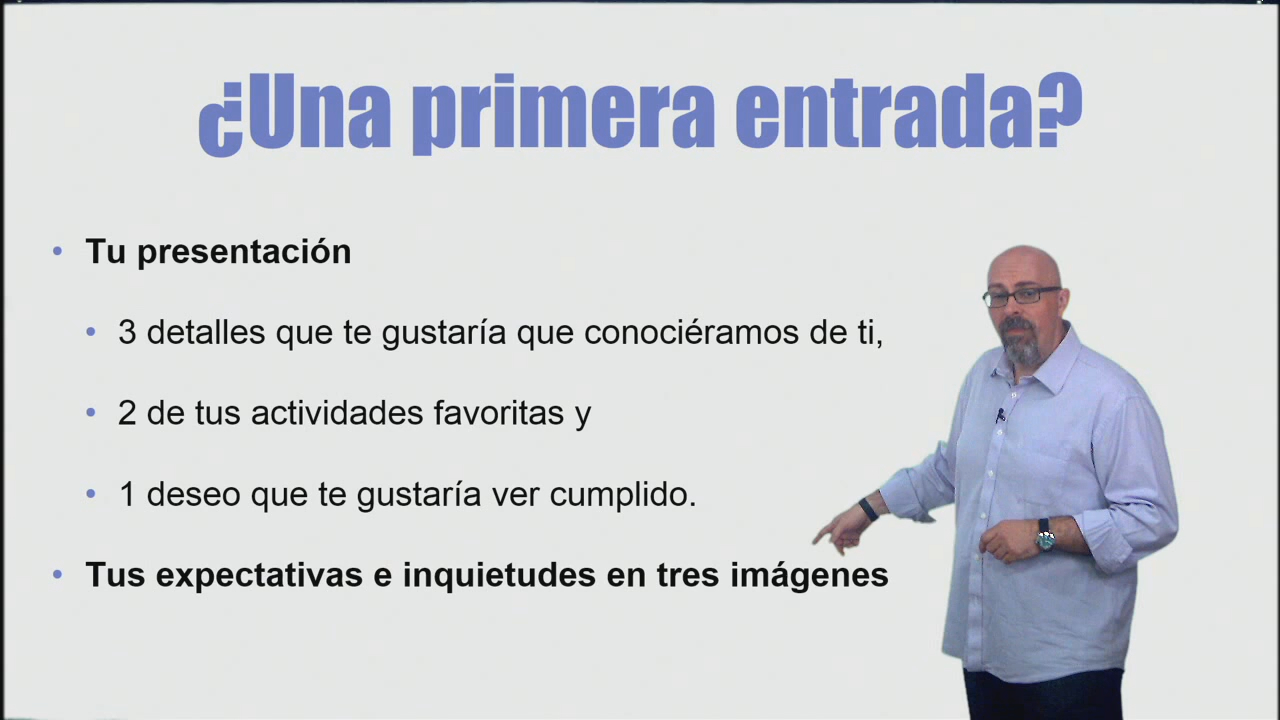 ¿Una primera entrada?
Tu presentación
3 detalles que te gustaría que conociéramos de ti,
2 de tus actividades favoritas y
1 deseo que te gustaría ver cumplido.
Tus expectativas e inquietudes en tres imágenes